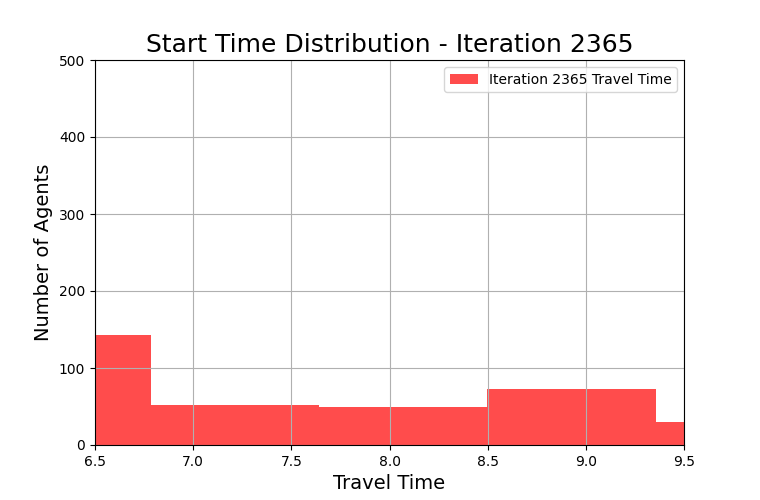 Start Time Distribution - Iteration 2365
Iteration 2365 Travel Time
Number of Agents
500
400
300
200
100
0
6.5 7.0 7.5 8.0 8.5 9.0 9.5
Travel Time